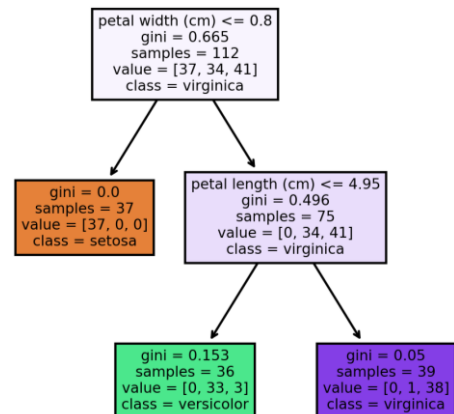 petal width (cm) <= 0.8
gini = 0.665
samples = 112
value = [37, 34, 41]
class = virginica
gini = 0.0
samples = 37
value = [37, 0, 0]
class = setosa
petal length (cm) <= 4.95
gini = 0.496
samples = 75
value = [0, 34, 41]
class = virginica
gini = 0.153
samples = 36
value = [0, 33, 3]
class = versicolor
gini = 0.05
samples = 39
value = [0, 1, 38]
class = virginica